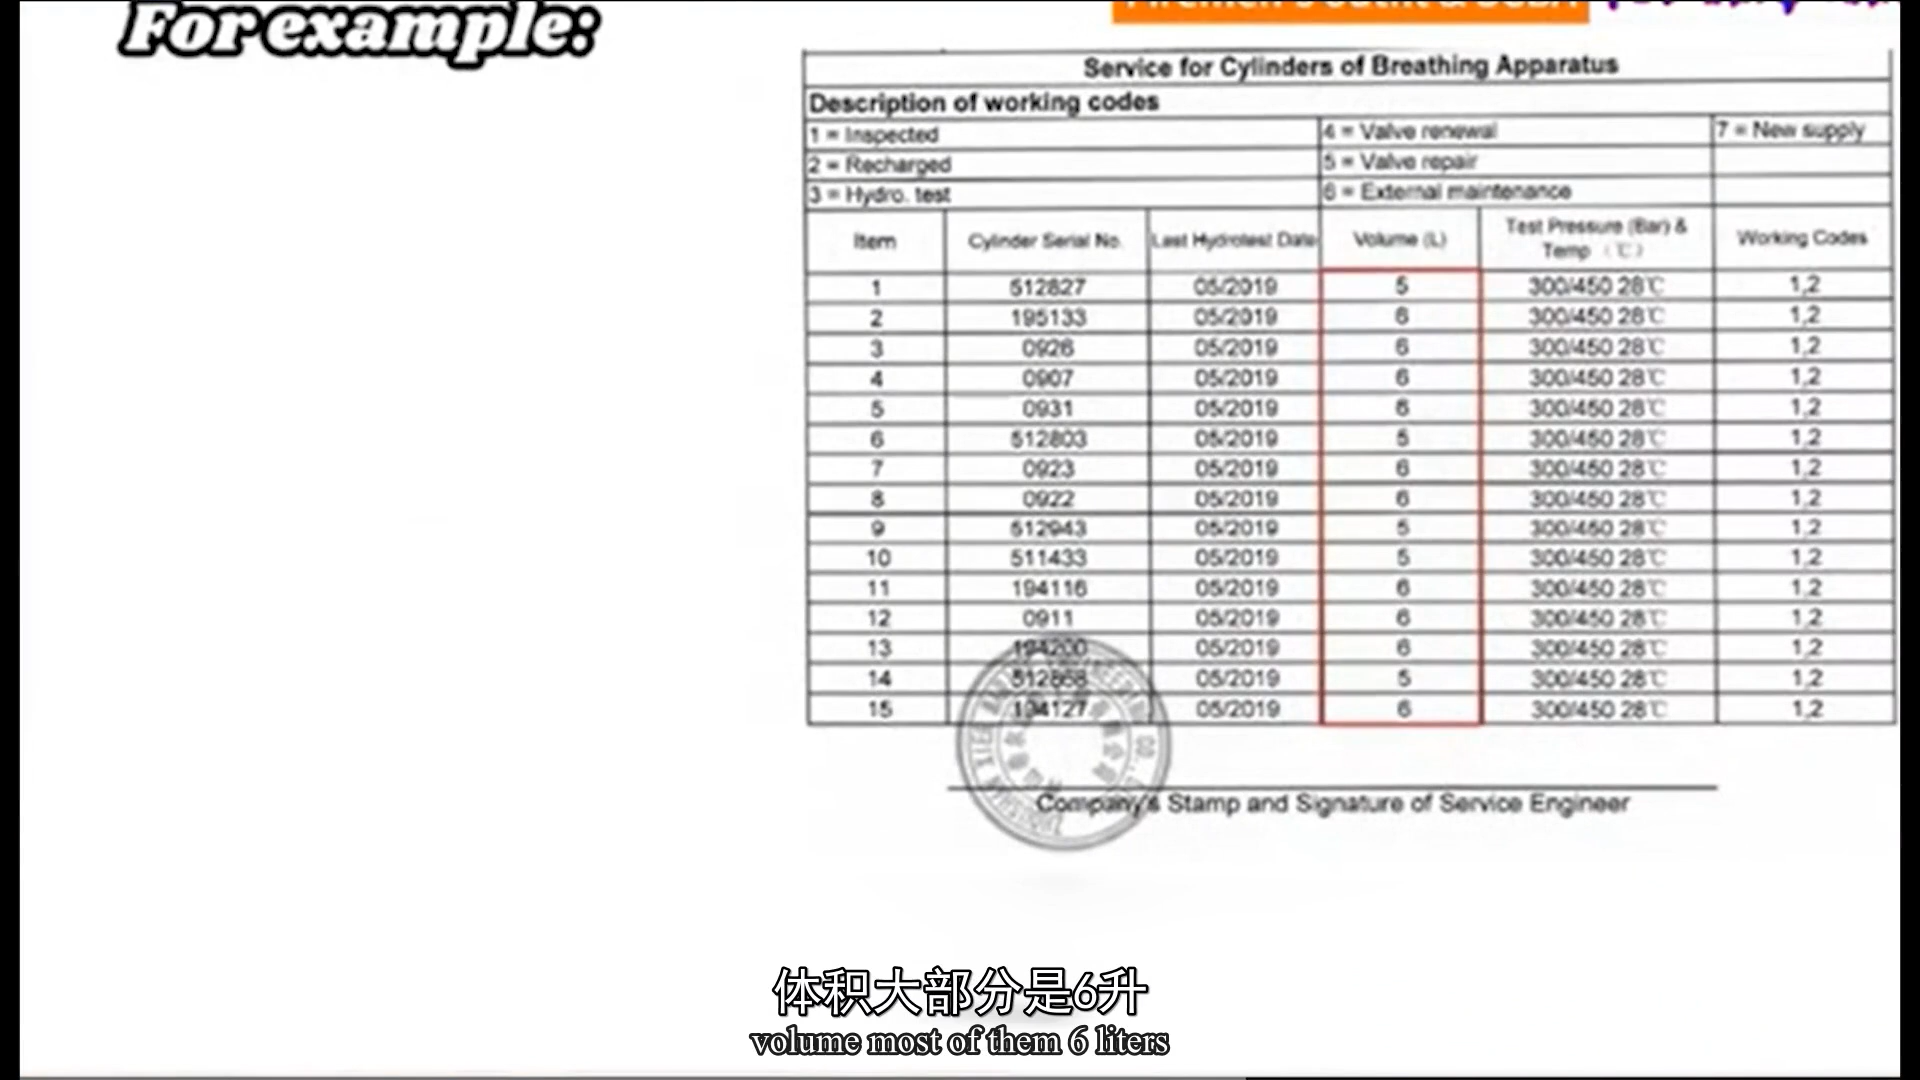 For example:
Service for Cylinders of Breathing Apparatus
Description of working codes
1 = Inspected 4 = Valve renewal 7 = New supply
2 = Recharged 5 = Valve repair
3 = Hydro. test 6 = External maintenance
Item Cylinder Serial No. Last Hydrotest Date Volume (L) Test Pressure (Bar) & Temp (℃) Working Codes
1 512827 05/2019 5 300/450 28℃ 1,2
2 195133 05/2019 6 300/450 28℃ 1,2
3 0926 05/2019 6 300/450 28℃ 1,2
4 0907 05/2019 6 300/450 28℃ 1,2
5 0931 05/2019 6 300/450 28℃ 1,2
6 512803 05/2019 5 300/450 28℃ 1,2
7 0923 05/2019 6 300/450 28℃ 1,2
8 0922 05/2019 6 300/450 28℃ 1,2
9 512943 05/2019 5 300/450 28℃ 1,2
10 511433 05/2019 5 300/450 28℃ 1,2
11 194116 05/2019 6 300/450 28℃ 1,2
12 0911 05/2019 6 300/450 28℃ 1,2
13 194200 05/2019 6 300/450 28℃ 1,2
14 512868 05/2019 5 300/450 28℃ 1,2
15 194127 05/2019 6 300/450 28℃ 1,2
Company's Stamp and Signature of Service Engineer
体积大部分是6升
volume most of them 6 liters